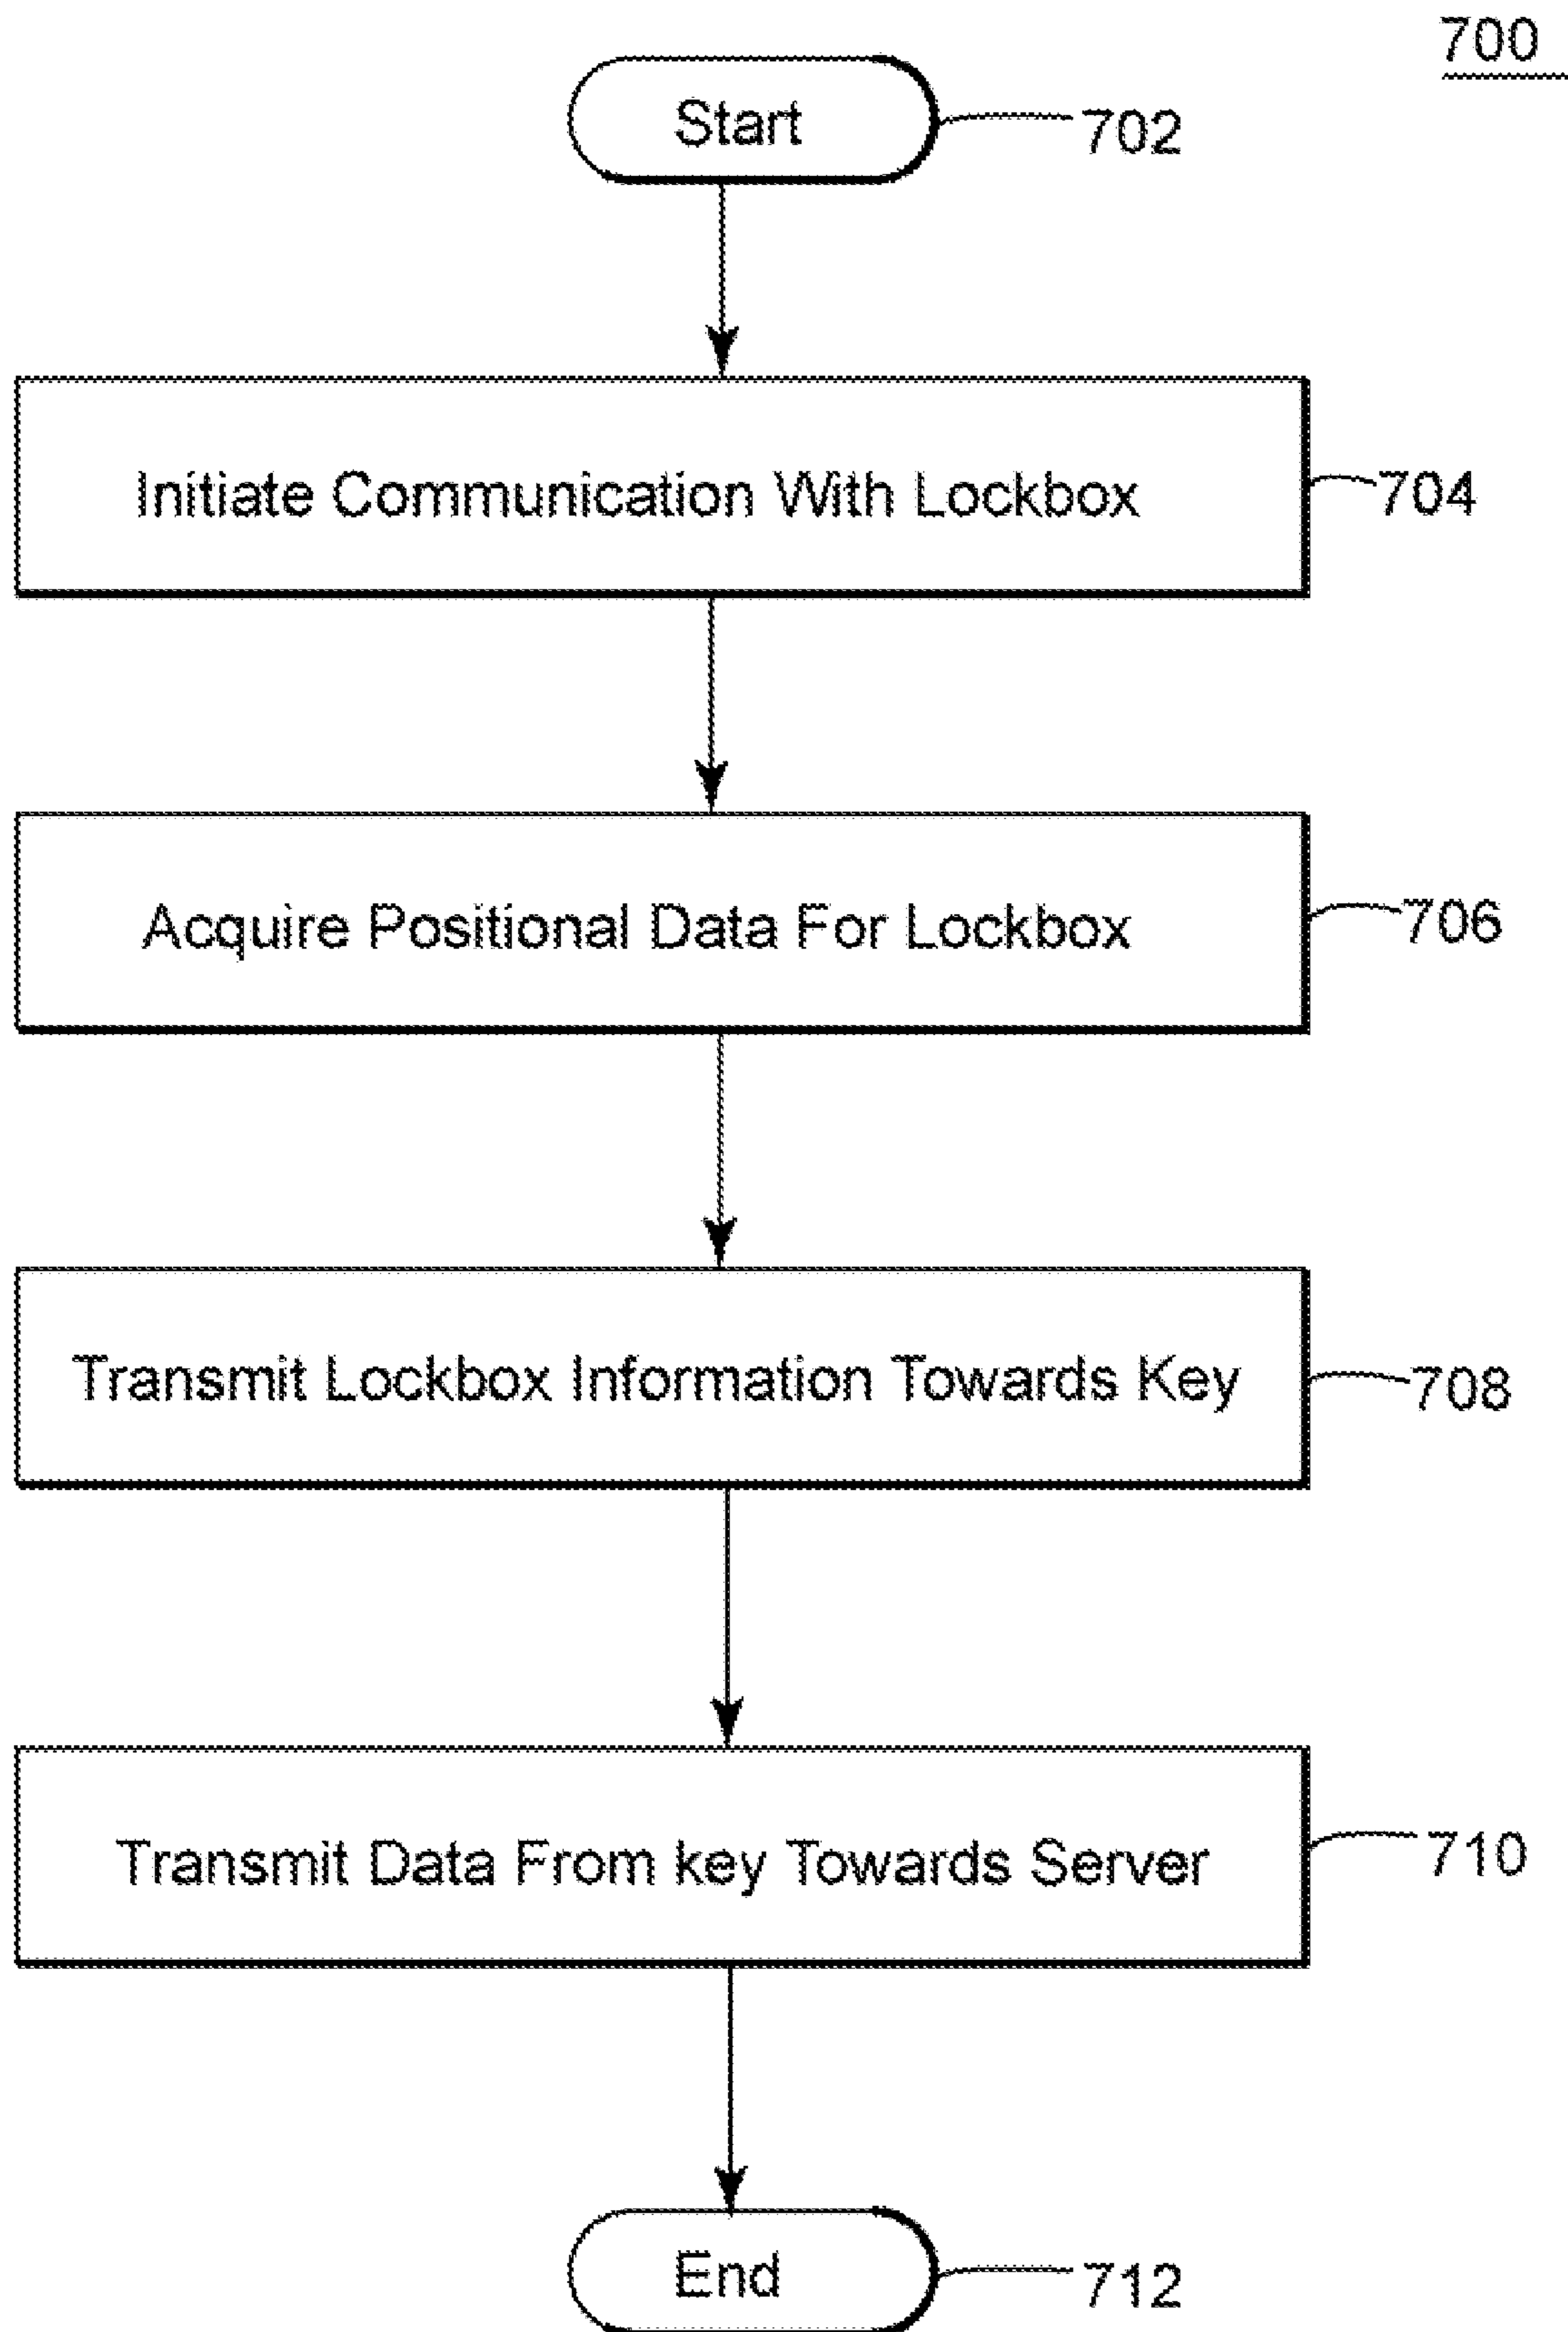 700
Start
702
Initiate Communication With Lockbox
704
Acquire Positional Data For Lockbox
706
Transmit Lockbox Information Towards Key
708
Transmit Data From key Towards Server
710
End
712